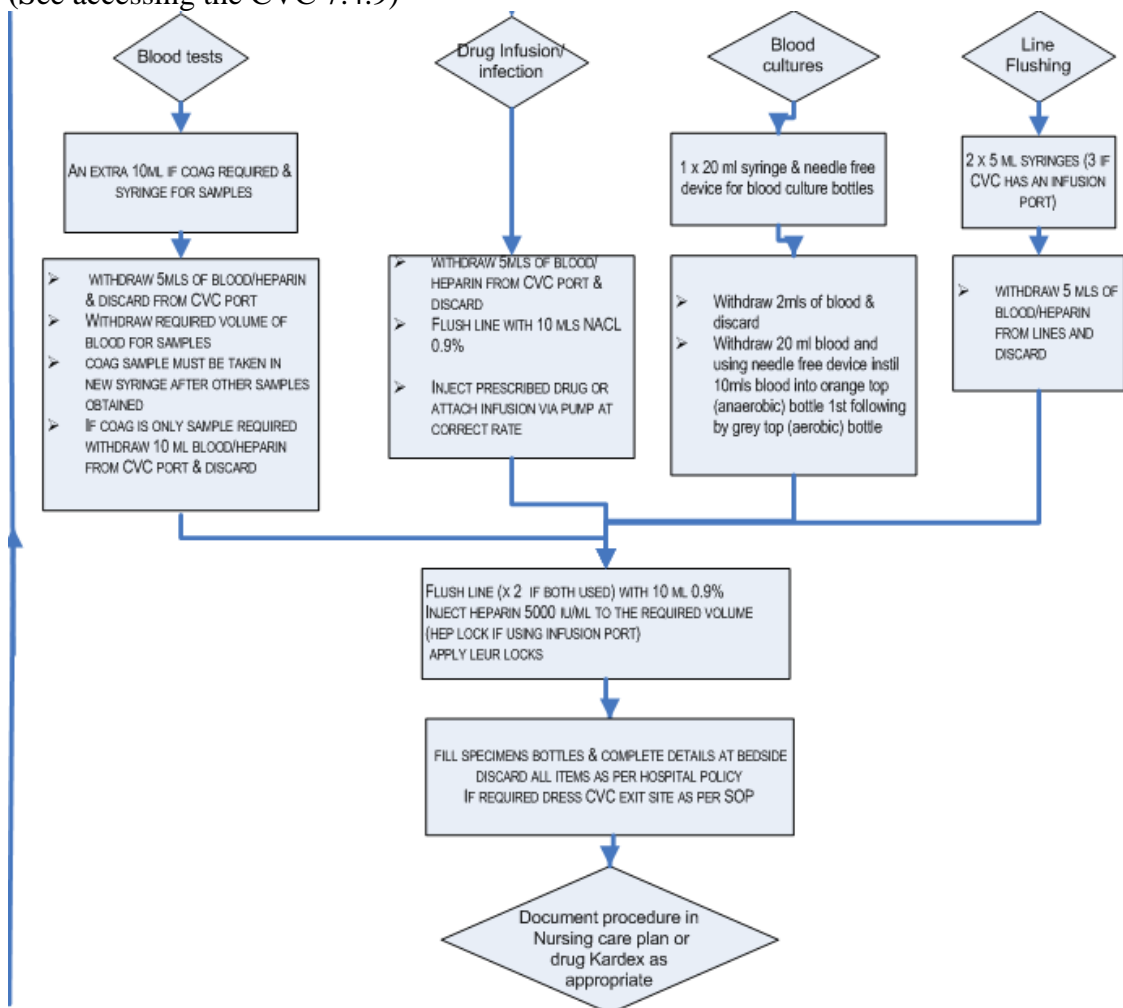 (See accessing the CVC 7.4.9)
Blood tests
Drug Infusion/
infection
Blood
cultures
Line
Flushing
AN EXTRA 10ML IF COAG REQUIRED &
SYRINGE FOR SAMPLES
1 x 20 ml syringe & needle free
device for blood culture bottles
2 X 5 ML SYRINGES (3 IF
CVC HAS AN INFUSION
PORT)
➢ WITHDRAW 5MLS OF BLOOD/HEPARIN
& DISCARD FROM CVC PORT
➢ WITHDRAW REQUIRED VOLUME OF
BLOOD FOR SAMPLES
➢ COAG SAMPLE MUST BE TAKEN IN
NEW SYRINGE AFTER OTHER SAMPLES
OBTAINED
➢ IF COAG IS ONLY SAMPLE REQUIRED
WITHDRAW 10 ML BLOOD/HEPARIN
FROM CVC PORT & DISCARD
➢ WITHDRAW 5MLS OF BLOOD/
HEPARIN FROM CVC PORT &
DISCARD
➢ FLUSH LINE WITH 10 MLS NACL
0.9%
➢ INJECT PRESCRIBED DRUG OR
ATTACH INFUSION VIA PUMP AT
CORRECT RATE
➢ Withdraw 2mls of blood &
discard
➢ Withdraw 20 ml blood and
using needle free device instil
10mls blood into orange top
(anaerobic) bottle 1st following
by grey top (aerobic) bottle
➢ WITHDRAW 5 MLS OF
BLOOD/HEPARIN
FROM LINES AND
DISCARD
FLUSH LINE (X 2 IF BOTH USED) WITH 10 ML 0.9%
INJECT HEPARIN 5000 IU/ML TO THE REQUIRED VOLUME
(HEP LOCK IF USING INFUSION PORT)
APPLY LEUR LOCKS
FILL SPECIMENS BOTTLES & COMPLETE DETAILS AT BEDSIDE
DISCARD ALL ITEMS AS PER HOSPITAL POLICY
IF REQUIRED DRESS CVC EXIT SITE AS PER SOP
Document procedure in
Nursing care plan or
drug Kardex as
appropriate